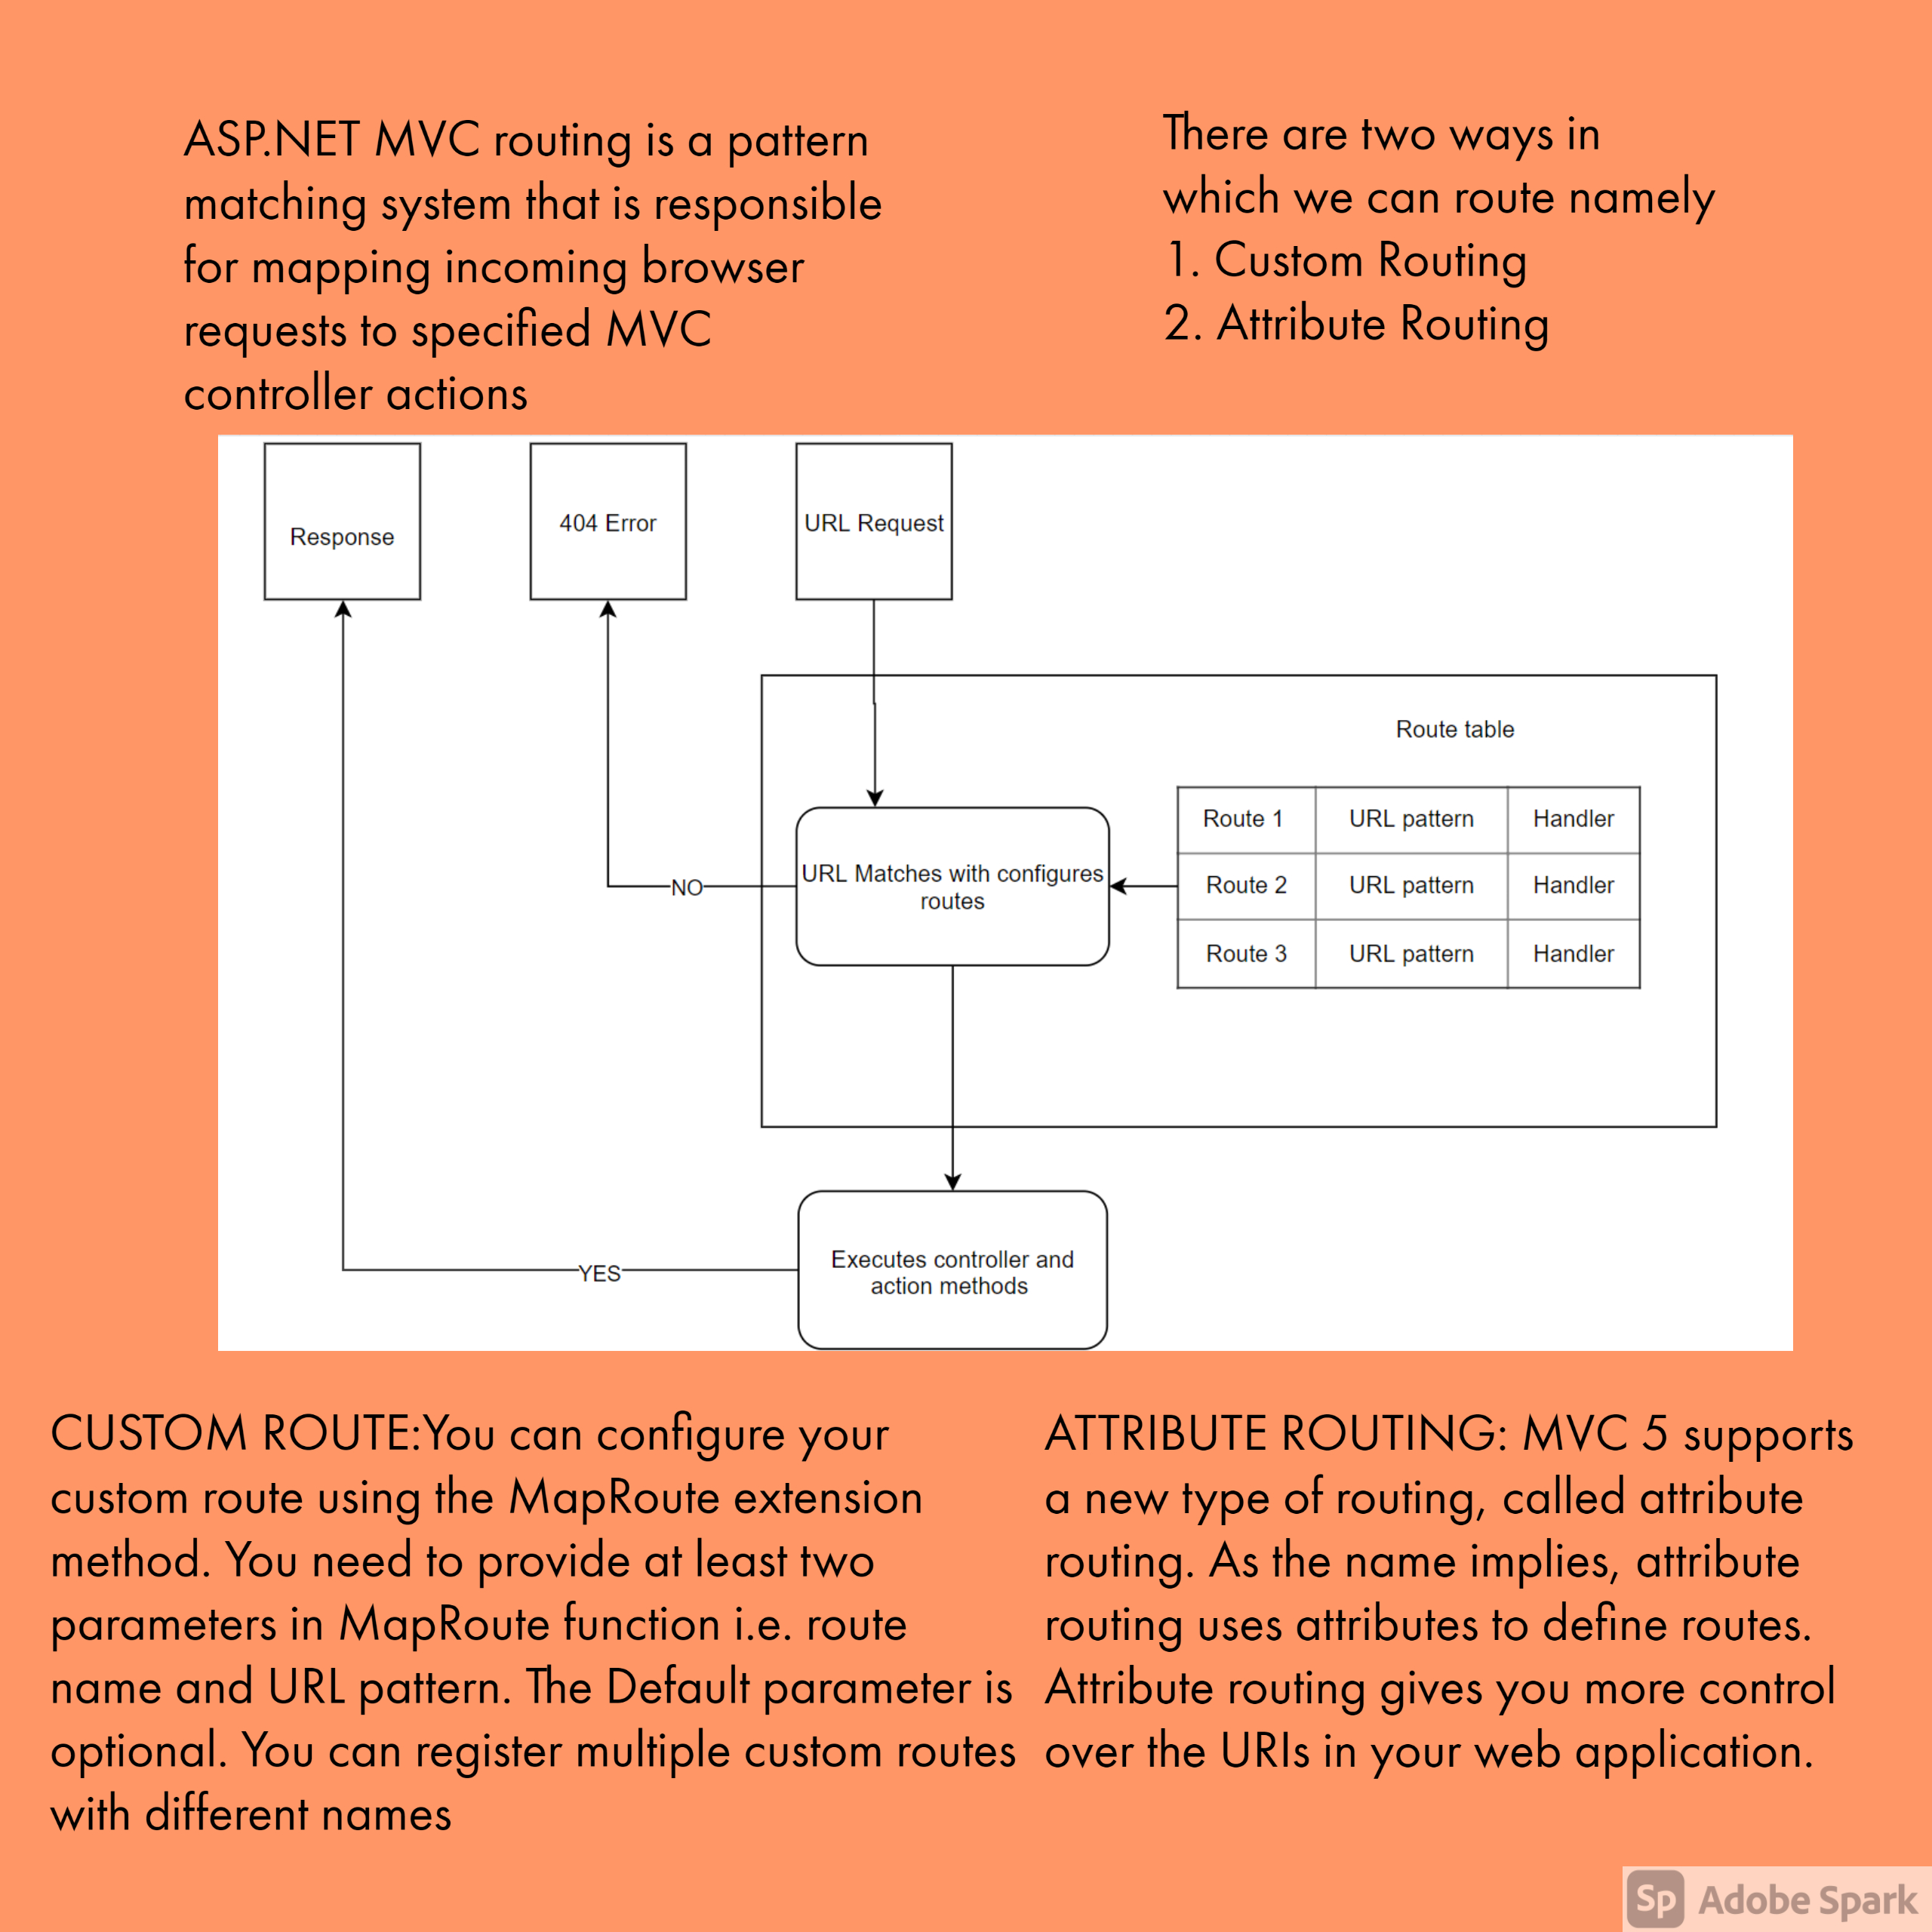 ASP.NET MVC routing is a pattern
matching system that is responsible
for mapping incoming browser
requests to specified MVC
controller actions
There are two ways in
which we can route namely
1. Custom Routing
2. Attribute Routing
Response
404 Error
URL Request
Route table
Route 1 URL pattern Handler
Route 2 URL pattern Handler
Route 3 URL pattern Handler
URL Matches with configures
routes
NO
Executes controller and
action methods
YES
CUSTOM ROUTE:You can configure your
custom route using the MapRoute extension
method. You need to provide at least two
parameters in MapRoute function i.e. route
name and URL pattern. The Default parameter is
optional. You can register multiple custom routes
with different names
ATTRIBUTE ROUTING: MVC 5 supports
a new type of routing, called attribute
routing. As the name implies, attribute
routing uses attributes to define routes.
Attribute routing gives you more control
over the URIs in your web application.
Sp Adobe Spark